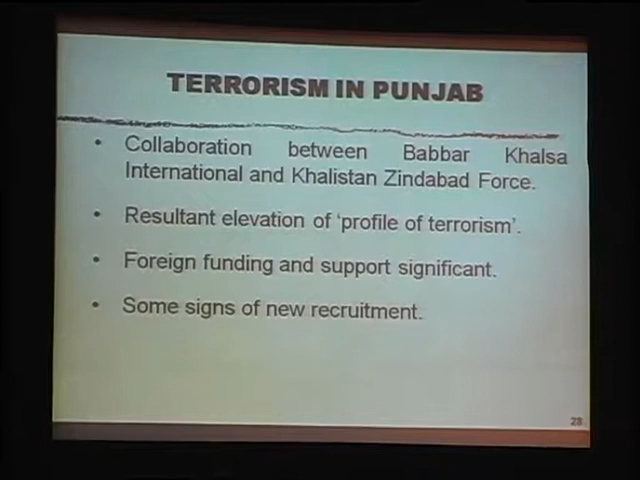 TERRORISM IN PUNJAB
• Collaboration between Babbar Khalsa
International and Khalistan Zindabad Force.
• Resultant elevation of 'profile of terrorism'.
• Foreign funding and support significant.
• Some signs of new recruitment.
28